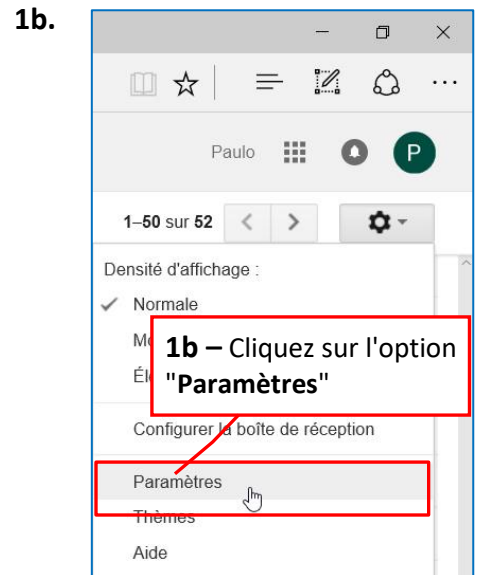 1b.
Paulo
P
1–50 sur 52
Densité d'affichage :
Normale
1b – Cliquez sur l'option
"Paramètres"
Configurer la boîte de réception
Paramètres
Thèmes
Aide